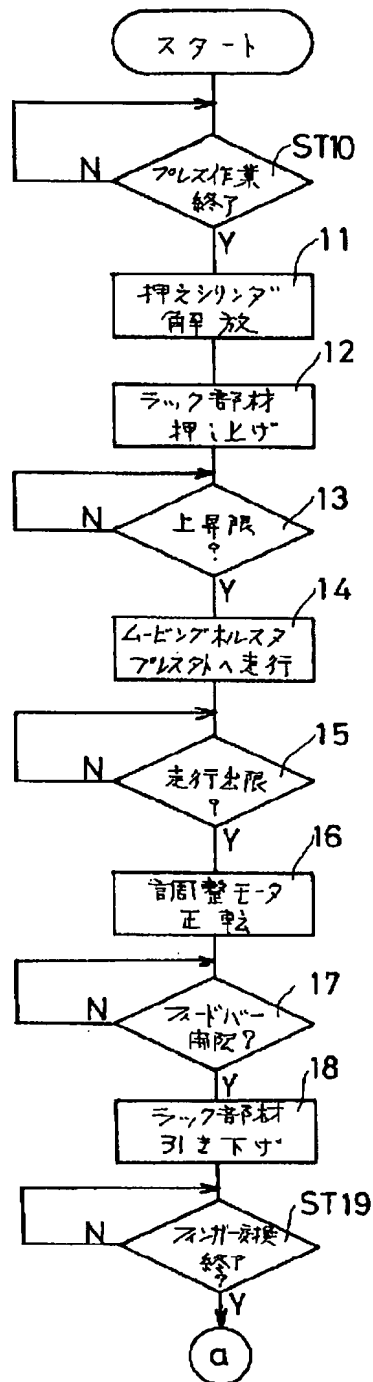 スタート
ST10
プレス作業
終了
N
Y
11
押えシリンダ
解放
12
ラック部材
押し上げ
13
上昇限
?
N
Y
14
ムービングボルスタ
プレス外へ走行
15
走行出限
?
N
Y
16
調整モータ
正転
17
フィードバー
開限?
N
Y
18
ラック部材
引き下げ
ST19
フィンガー交換
終了
?
N
Y
a